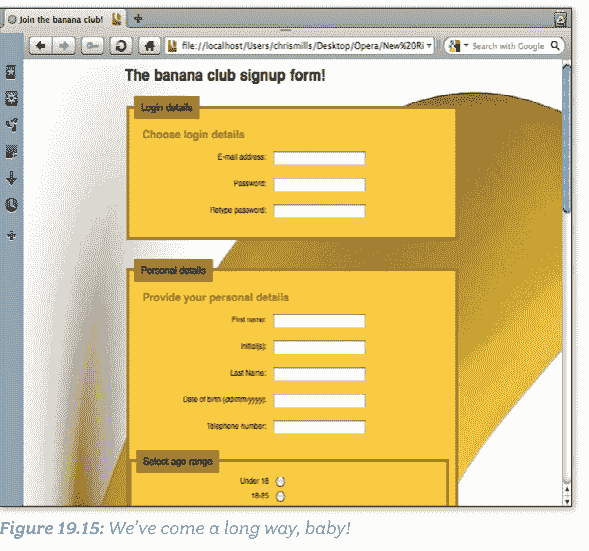 Join the banana club!
file://localhost/Users/chrismills/Desktop/Opera/New%20Ri
Search with Google
The banana club signup form!
Login details
Choose login details
E-mail address:
Password:
Retype password:
Personal details
Provide your personal details
First name:
Initial(s):
Last Name:
Date of birth (dd/mm/yyyy):
Telephone number:
Select age range
Under 18
18-25
Figure 19.15: We've come a long way, baby!